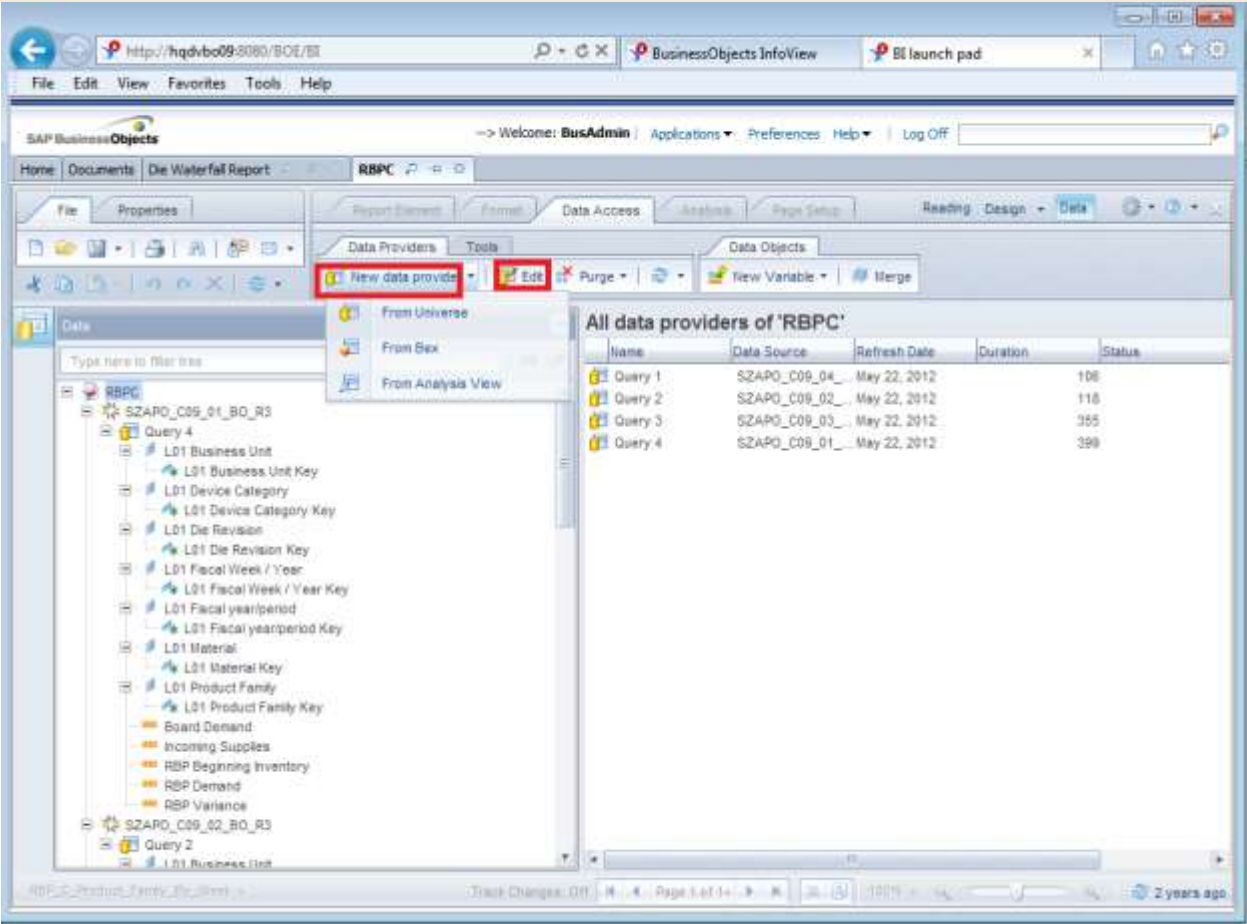 http://hqdvbo09:8080/BOE/BI
BusinessObjects InfoView
BI launch pad
File Edit View Favorites Tools Help
SAP BusinessObjects
--> Welcome: BusAdmin | Applications Preferences Help | Log Off
Home Documents Die Waterfall Report RBPC
File Properties
Report Element Format Data Access Analysis Page Setup
Reading Design Data
Data Providers Tools
Data Objects
New data provider Edit Purge
New Variable Merge
From Universe
From Bex
From Analysis View
Data
Type here to filter tree
RBPC
SZAPO_C09_01_BO_R3
Query 4
L01 Business Unit
L01 Business Unit Key
L01 Device Category
L01 Device Category Key
L01 Die Revision
L01 Die Revision Key
L01 Fiscal Week / Year
L01 Fiscal Week / Year Key
L01 Fiscal year/period
L01 Fiscal year/period Key
L01 Material
L01 Material Key
L01 Product Family
L01 Product Family Key
Board Demand
Incoming Supplies
RBP Beginning Inventory
RBP Demand
RBP Variance
SZAPO_C09_02_BO_R3
Query 2
L01 Business Unit
All data providers of 'RBPC'
Name Data Source Refresh Date Duration Status
Query 1 SZAPO_C09_04_... May 22, 2012 108
Query 2 SZAPO_C09_02_... May 22, 2012 118
Query 3 SZAPO_C09_03_... May 22, 2012 355
Query 4 SZAPO_C09_01_... May 22, 2012 399
Track Changes: Off
Page 1 of 1+
100%
2 years ago